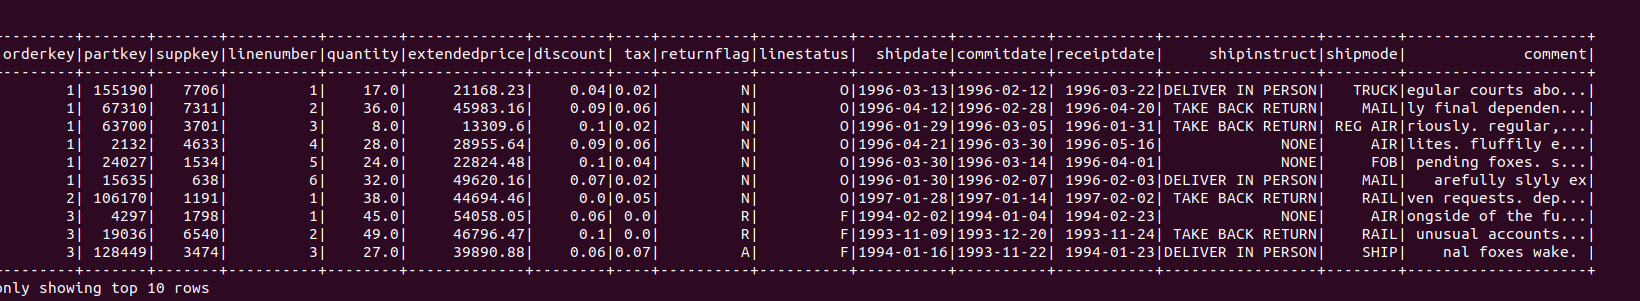 --------+-------+-------+----------+--------+-------------+--------+----+----------+----------+----------+----------+-----------+-----------------+--------+--------------------+
orderkey|partkey|suppkey|linenumber|quantity|extendedprice|discount| tax|returnflag|linestatus|  shipdate|commitdate|receiptdate|     shipinstruct|shipmode|             comment|
--------+-------+-------+----------+--------+-------------+--------+----+----------+----------+----------+----------+-----------+-----------------+--------+--------------------+
       1| 155190|   7706|         1|    17.0|     21168.23|    0.04|0.02|         N|         O|1996-03-13|1996-02-12| 1996-03-22|DELIVER IN PERSON|   TRUCK|egular courts abo...|
       1|  67310|   7311|         2|    36.0|     45983.16|    0.09|0.06|         N|         O|1996-04-12|1996-02-28| 1996-04-20| TAKE BACK RETURN|    MAIL|ly final dependen...|
       1|  63700|   3701|         3|     8.0|      13309.6|     0.1|0.02|         N|         O|1996-01-29|1996-03-05| 1996-01-31| TAKE BACK RETURN| REG AIR|riously. regular,...|
       1|   2132|   4633|         4|    28.0|     28955.64|    0.09|0.06|         N|         O|1996-04-21|1996-03-30| 1996-05-16|             NONE|     AIR|lites. fluffily e...|
       1|  24027|   1534|         5|    24.0|     22824.48|     0.1|0.04|         N|         O|1996-03-30|1996-03-14| 1996-04-01|             NONE|     FOB| pending foxes. s...|
       1|  15635|    638|         6|    32.0|     49620.16|    0.07|0.02|         N|         O|1996-01-30|1996-02-07| 1996-02-03|DELIVER IN PERSON|    MAIL|   arefully slyly ex|
       2| 106170|   1191|         1|    38.0|     44694.46|     0.0|0.05|         N|         O|1997-01-28|1997-01-14| 1997-02-02| TAKE BACK RETURN|    RAIL|ven requests. dep...|
       3|   4297|   1798|         1|    45.0|     54058.05|    0.06| 0.0|         R|         F|1994-02-02|1994-01-04| 1994-02-23|             NONE|     AIR|ongside of the fu...|
       3|  19036|   6540|         2|    49.0|     46796.47|     0.1| 0.0|         R|         F|1993-11-09|1993-12-20| 1993-11-24| TAKE BACK RETURN|    RAIL| unusual accounts...|
       3| 128449|   3474|         3|    27.0|     39890.88|    0.06|0.07|         A|         F|1994-01-16|1993-11-22| 1994-01-23|DELIVER IN PERSON|    SHIP|    nal foxes wake. |
--------+-------+-------+----------+--------+-------------+--------+----+----------+----------+----------+----------+-----------+-----------------+--------+--------------------+
only showing top 10 rows